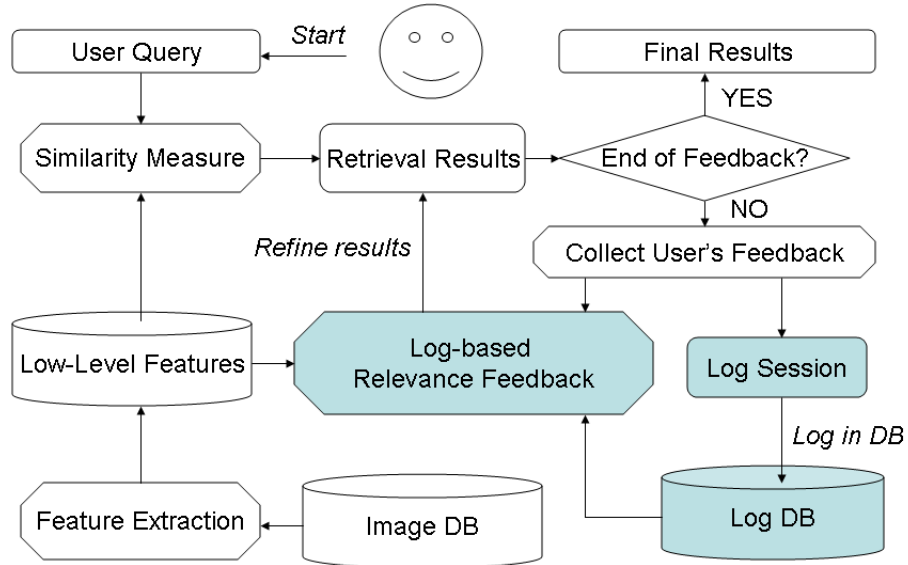 Start
User Query
Final Results
YES
Similarity Measure
Retrieval Results
End of Feedback?
NO
Refine results
Collect User's Feedback
Low-Level Features
Log-based
Relevance Feedback
Log Session
Log in DB
Feature Extraction
Image DB
Log DB